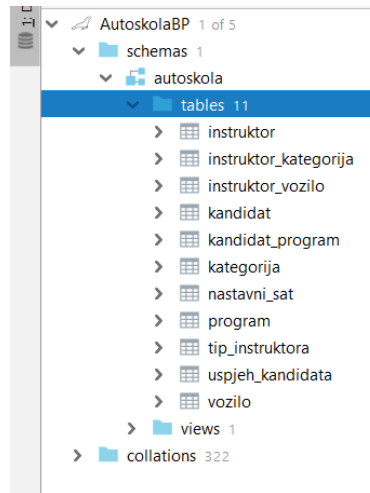 AutoskolaBP 1 of 5
schemas 1
autoskola
tables 11
instruktor
instruktor_kategorija
instruktor_vozilo
kandidat
kandidat_program
kategorija
nastavni_sat
program
tip_instruktora
uspjeh_kandidata
vozilo
views 1
collations 322